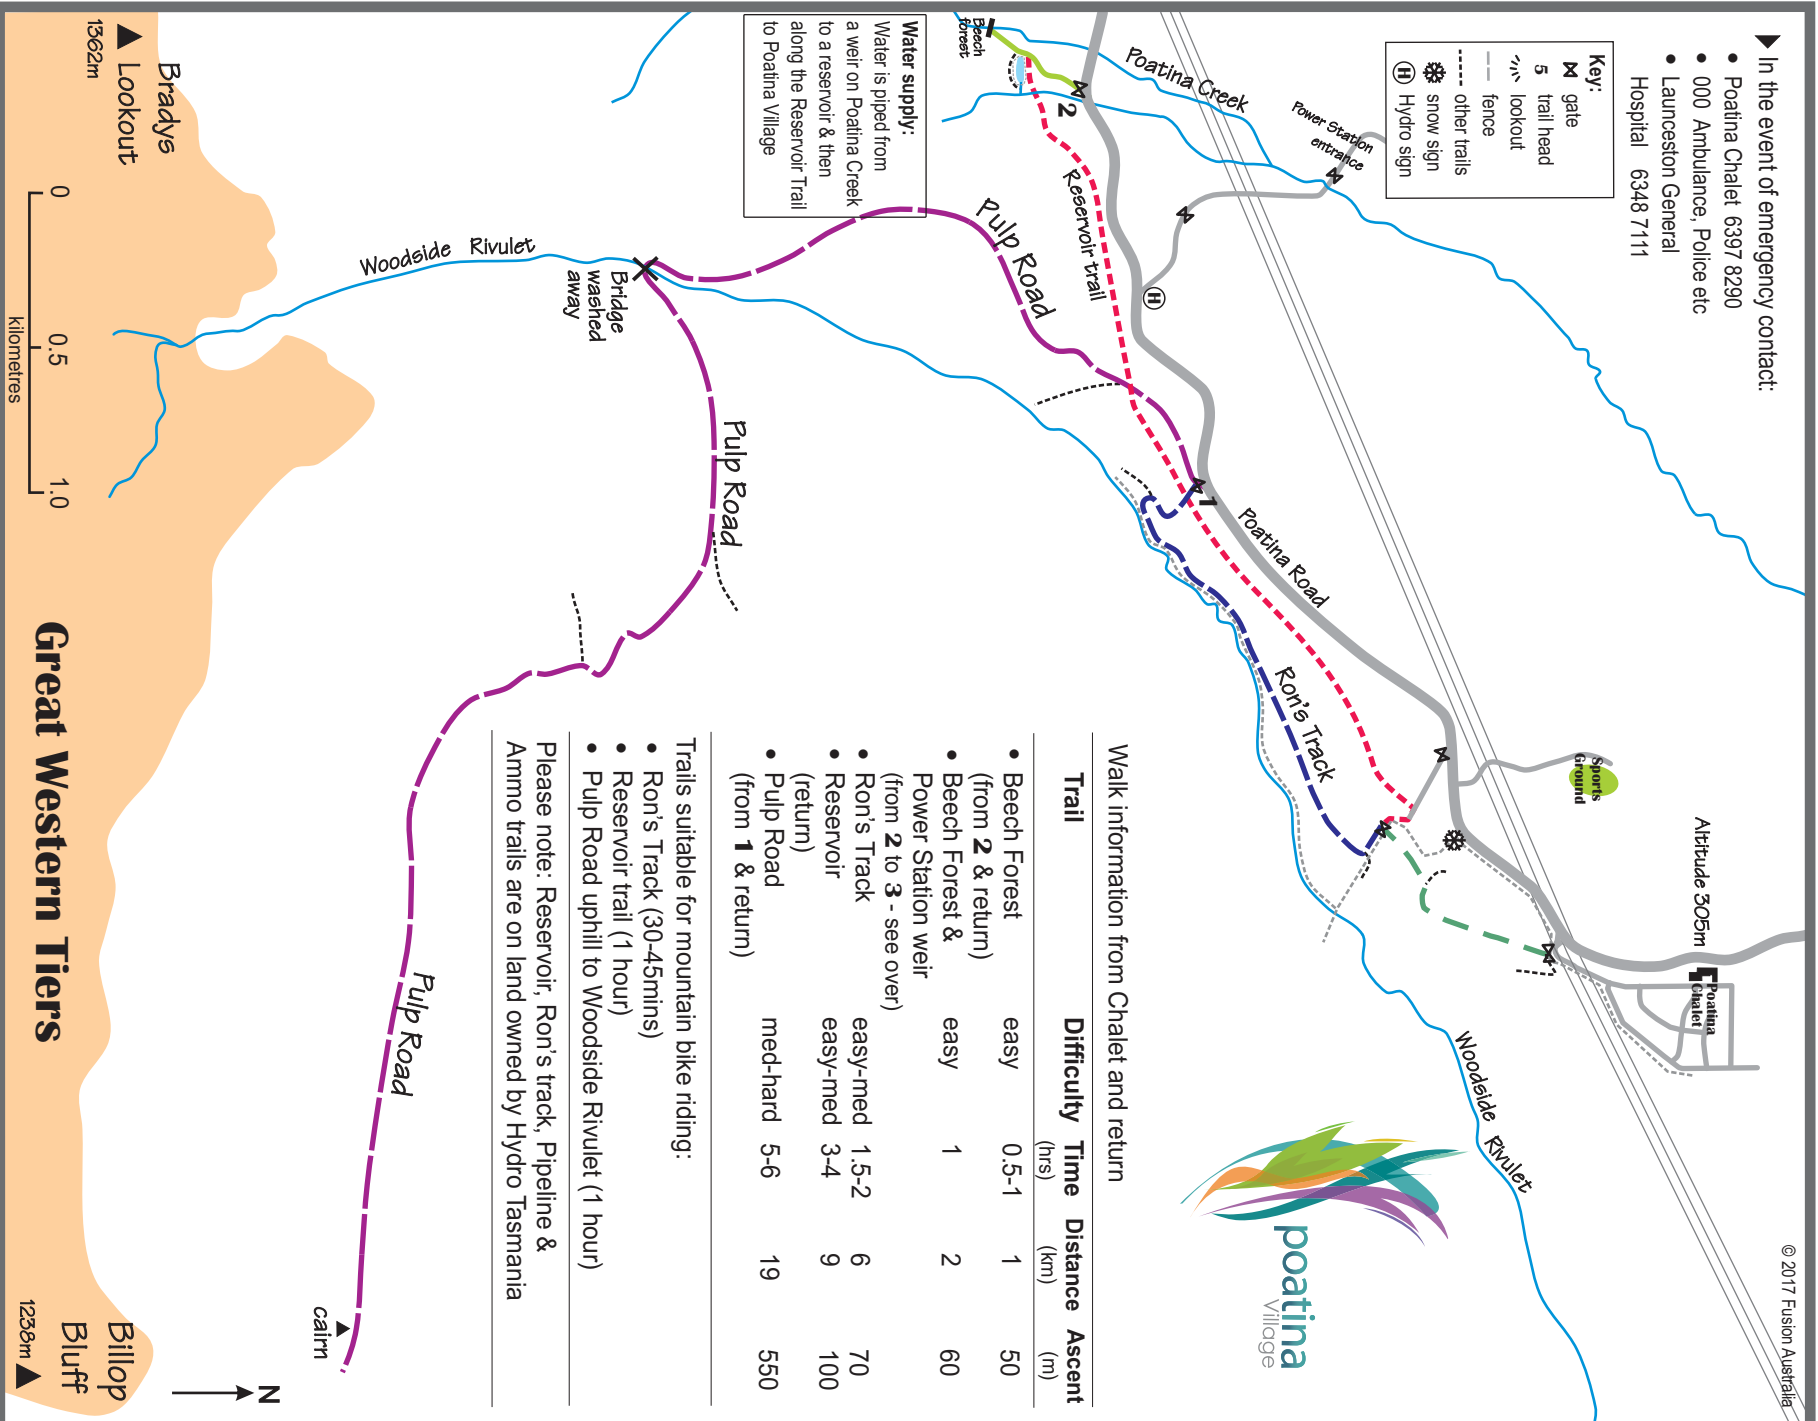 ▶ In the event of emergency contact:
• Poatina Chalet 6397 8290
• 000 Ambulance, Police etc
• Launceston General
Hospital 6348 7111
Key:
gate
5 trail head
lookout
fence
other trails
snow sign
H Hydro sign
Power Station
entrance
Poatina Creek
Beech
forest
2
Water supply:
Water is piped from
a weir on Poatina Creek
to a reservoir & then
along the Reservoir Trail
to Poatina Village
Reservoir trail
Pulp Road
H
1
Poatina Road
Ron's Track
Sports
Ground
Altitude 305m
Poatina
Chalet
Woodside Rivulet
© 2017 Fusion Australia
poatina
Village
Walk information from Chalet and return
Trail Difficulty Time Distance Ascent
(hrs) (km) (m)
• Beech Forest easy 0.5-1 1 50
(from 2 & return)
• Beech Forest & easy 1 2 60
Power Station weir
(from 2 to 3 - see over)
• Ron's Track easy-med 1.5-2 6 70
• Reservoir easy-med 3-4 9 100
(return)
• Pulp Road med-hard 5-6 19 550
(from 1 & return)
Trails suitable for mountain bike riding:
• Ron's Track (30-45mins)
• Reservoir trail (1 hour)
• Pulp Road uphill to Woodside Rivulet (1 hour)
Please note: Reservoir, Ron's track, Pipeline &
Ammo trails are on land owned by Hydro Tasmania
Pulp Road
Bridge
washed
away
Woodside Rivulet
Pulp Road
cairn
N
Bradys
Lookout
1362m
0 0.5 1.0
kilometres
Great Western Tiers
Billop
Bluff
1238m